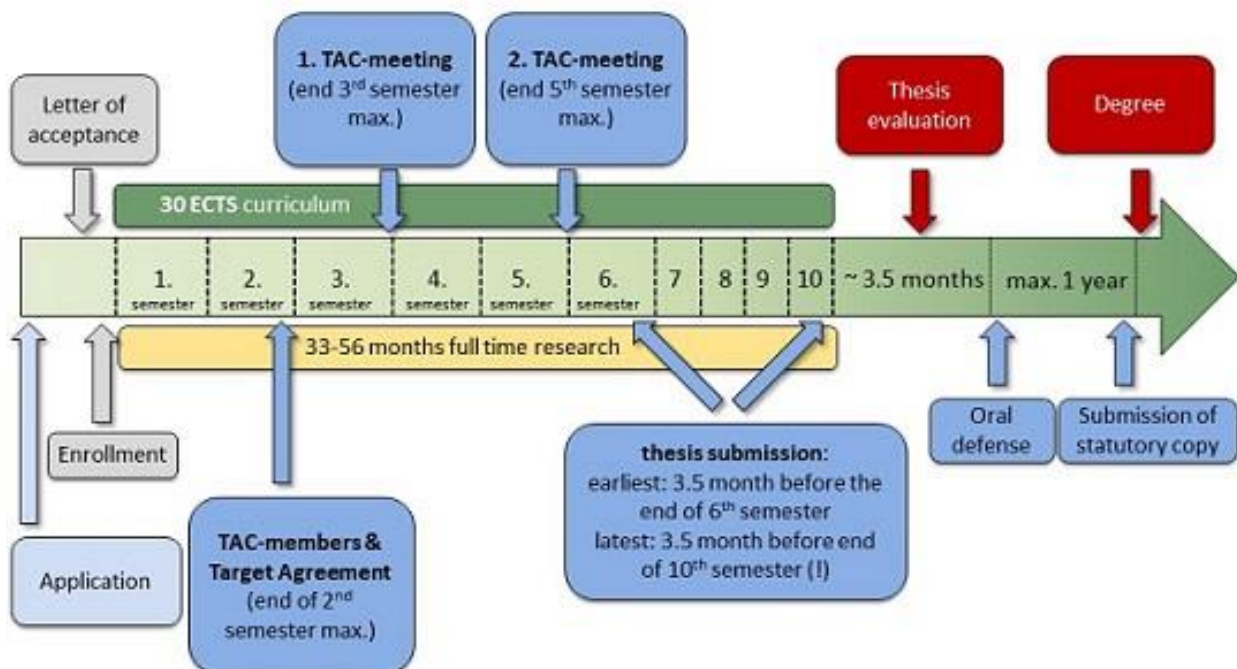 1. TAC-meeting
(end 3rd semester
max.)
2. TAC-meeting
(end 5th semester
max.)
Letter of
acceptance
Thesis
evaluation
Degree
30 ECTS curriculum
1.
semester
2.
semester
3.
semester
4.
semester
5.
semester
6.
semester
7
8
9
10
~ 3.5 months
max. 1 year
33-56 months full time research
Enrollment
Application
TAC-members &
Target Agreement
(end of 2nd
semester max.)
thesis submission:
earliest: 3.5 month before the
end of 6th semester
latest: 3.5 month before end
of 10th semester (!)
Oral
defense
Submission of
statutory copy